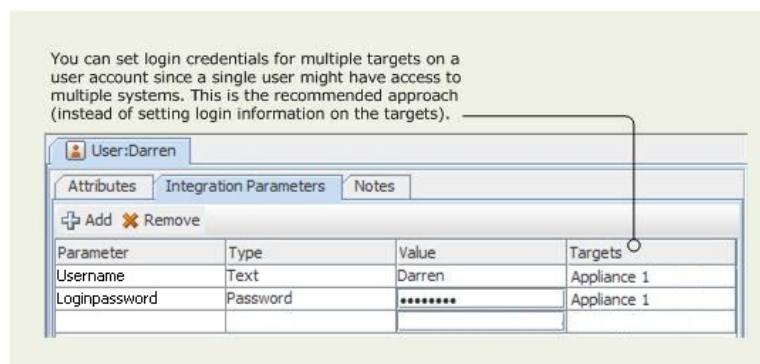 You can set login credentials for multiple targets on a
user account since a single user might have access to
multiple systems. This is the recommended approach
(instead of setting login information on the targets).
User:Darren
Attributes Integration Parameters Notes
Add Remove
Parameter Type Value Targets
Username Text Darren Appliance 1
Loginpassword Password •••••••• Appliance 1